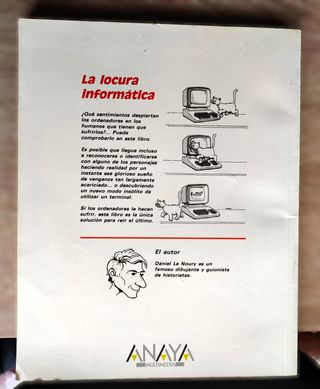 La locura
informática
¿Qué sentimientos despiertan
los ordenadores en los
humanos que tienen que
sufrirlos?... Puede
comprobarlo en este libro.
Es posible que llegue incluso
a reconocerse o identificarse
con alguno de los personajes
haciendo realidad por un
instante ese glorioso sueño
de venganza tan largamente
acariciado... o descubriendo
un nuevo modo insólito de
utilizar un terminal.
Si los ordenadores le hacen
sufrir, este libro es la única
solución para reír el último.
El autor
Daniel Le Noury es un
famoso dibujante y guionista
de historietas.
ANAYA
MULTIMEDIA